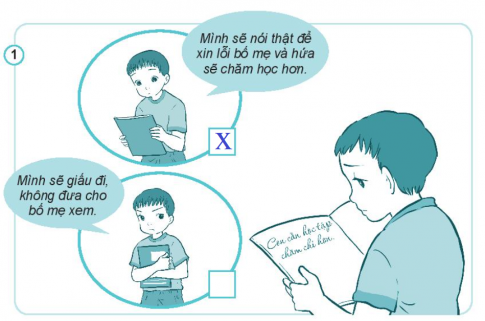 1
Mình sẽ nói thật để
xin lỗi bố mẹ và hứa
sẽ chăm học hơn.
X
Mình sẽ giấu đi,
không đưa cho
bố mẹ xem.
Con cần học tập
chăm chỉ hơn.